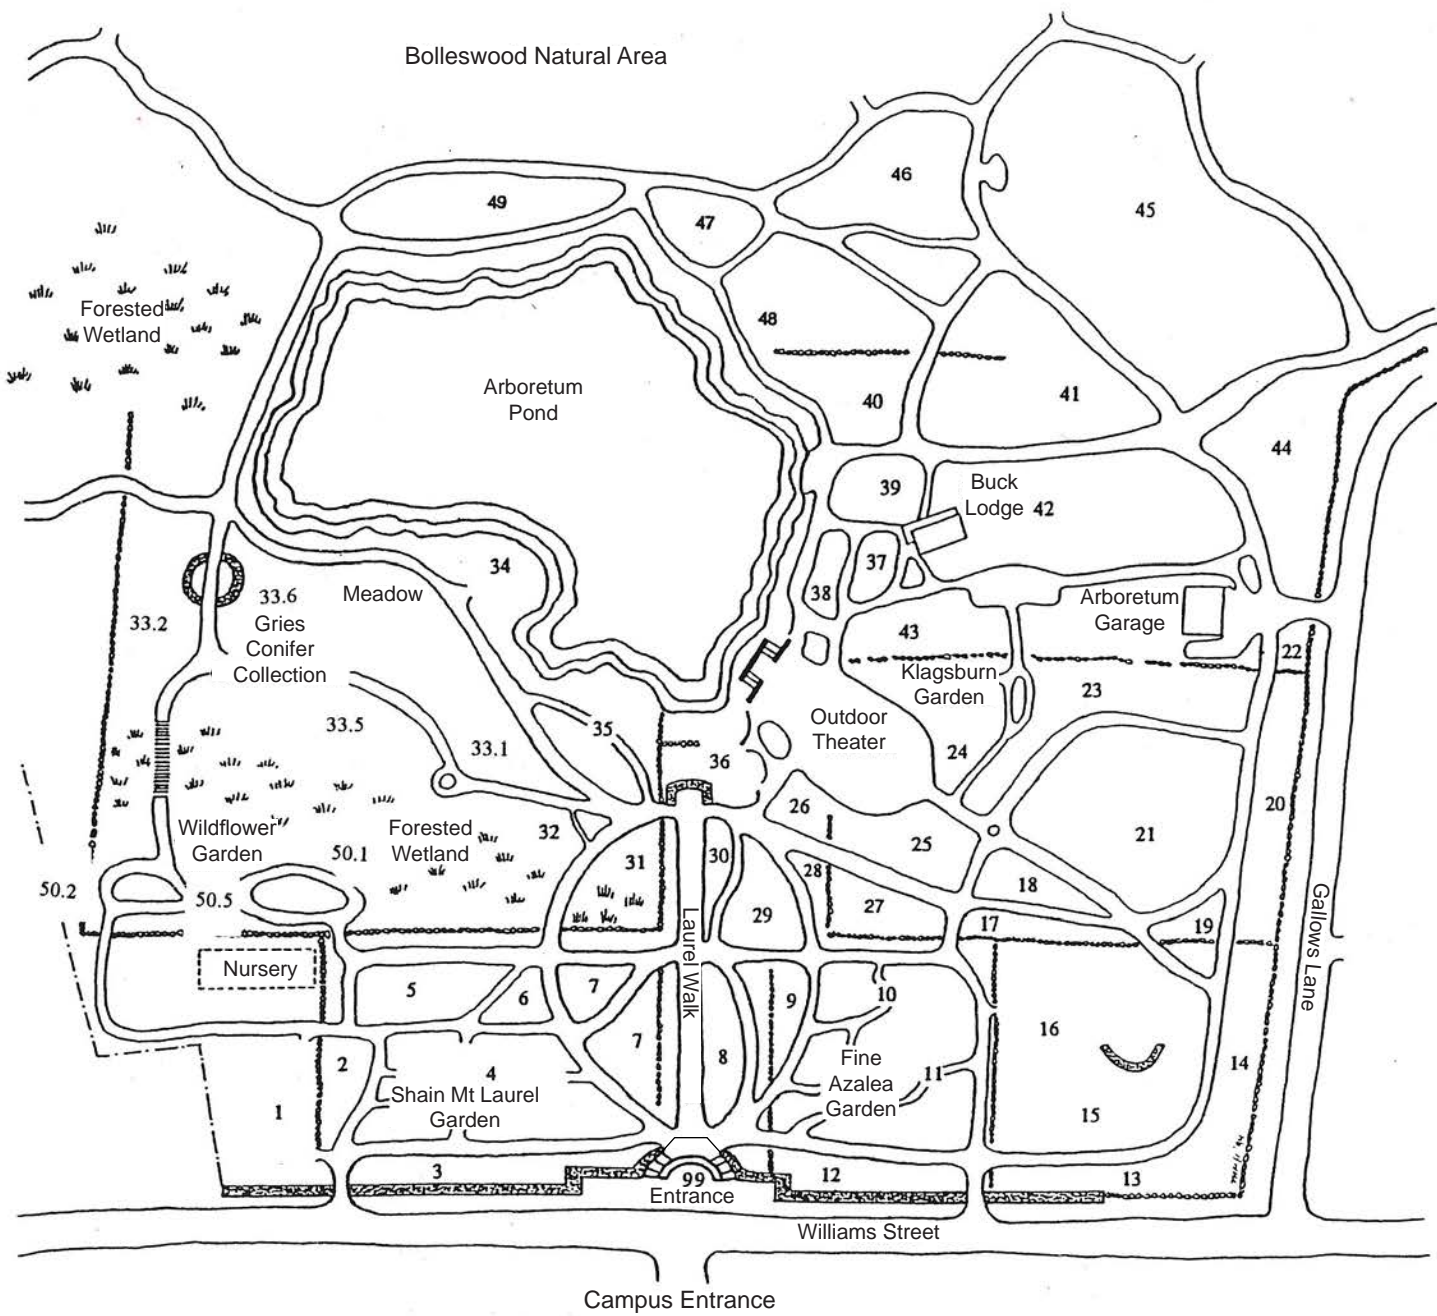 Bolleswood Natural Area
46
49
45
47
Forested
Wetland
48
Arboretum
Pond
40
41
44
39
Buck
Lodge
42
34
37
38
33.6
Gries
Conifer
Collection
Meadow
Arboretum
Garage
33.2
43
22
Klagsburn
Garden
23
33.5
33.1
35
Outdoor
Theater
36
24
26
20
Wildflower
Garden
Forested
Wetland
32
25
21
50.1
31
30
28
18
50.2
50.5
29
27
17
19
Gallows Lane
Laurel Walk
Nursery
5
6
7
9
10
16
7
8
2
4
Fine
Azalea
Garden
11
14
Shain Mt Laurel
Garden
1
15
3
99
12
13
Entrance
Williams Street
Campus Entrance